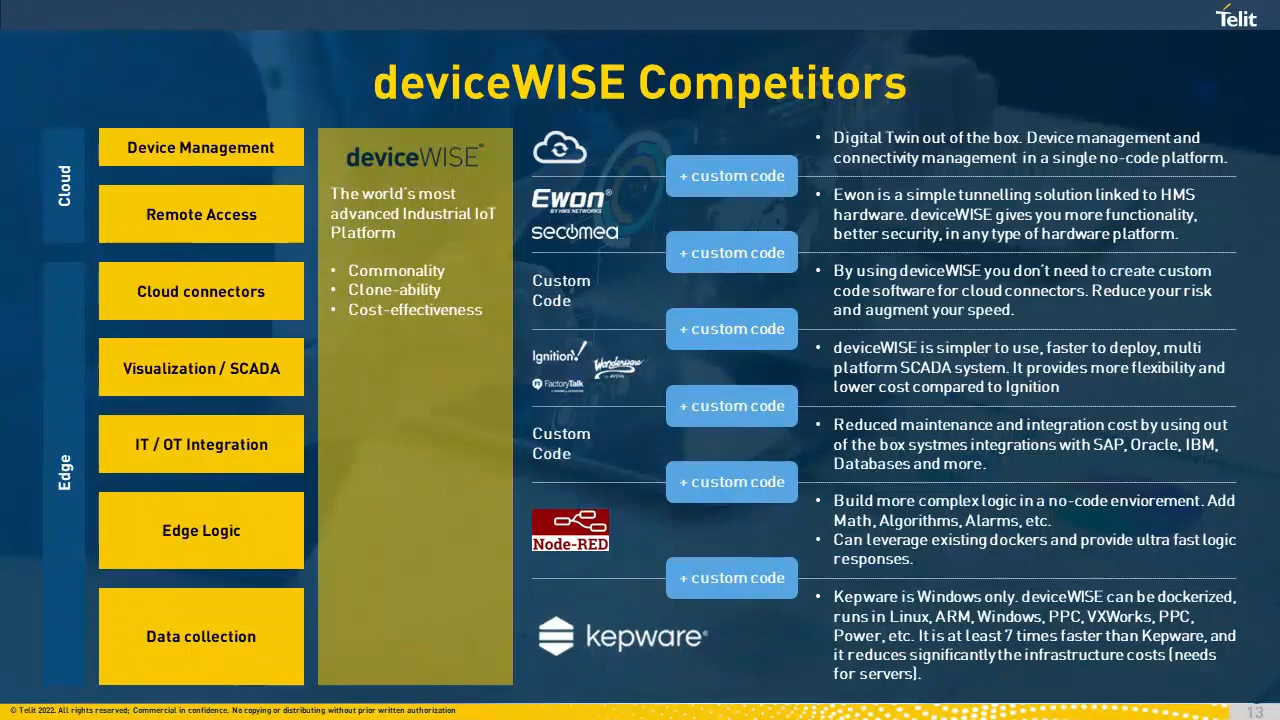 Telit
deviceWISE Competitors
Cloud
Edge
Device Management
Remote Access
Cloud connectors
Visualization / SCADA
IT / OT Integration
Edge Logic
Data collection
deviceWISE®
The world's most
advanced Industrial IoT
Platform
• Commonality
• Clone-ability
• Cost-effectiveness
Ewon®
BY HMS NETWORKS
secomea
Custom
Code
Ignition!
Wonderware
by AVEVA
FactoryTalk
Custom
Code
Node-RED
kepware®
+ custom code
+ custom code
+ custom code
+ custom code
+ custom code
+ custom code
• Digital Twin out of the box. Device management and
connectivity management in a single no-code platform.
• Ewon is a simple tunnelling solution linked to HMS
hardware. deviceWISE gives you more functionality,
better security, in any type of hardware platform.
• By using deviceWISE you don't need to create custom
code software for cloud connectors. Reduce your risk
and augment your speed.
• deviceWISE is simpler to use, faster to deploy, multi
platform SCADA system. It provides more flexibility and
lower cost compared to Ignition
• Reduced maintenance and integration cost by using out
of the box systmes integrations with SAP, Oracle, IBM,
Databases and more.
• Build more complex logic in a no-code enviorement. Add
Math, Algorithms, Alarms, etc.
• Can leverage existing dockers and provide ultra fast logic
responses.
• Kepware is Windows only. deviceWISE can be dockerized,
runs in Linux, ARM, Windows, PPC, VXWorks, PPC,
Power, etc. It is at least 7 times faster than Kepware, and
it reduces significantly the infrastructure costs (needs
for servers).
© Telit 2022. All rights reserved; Commercial in confidence. No copying or distributing without prior written authorization
13